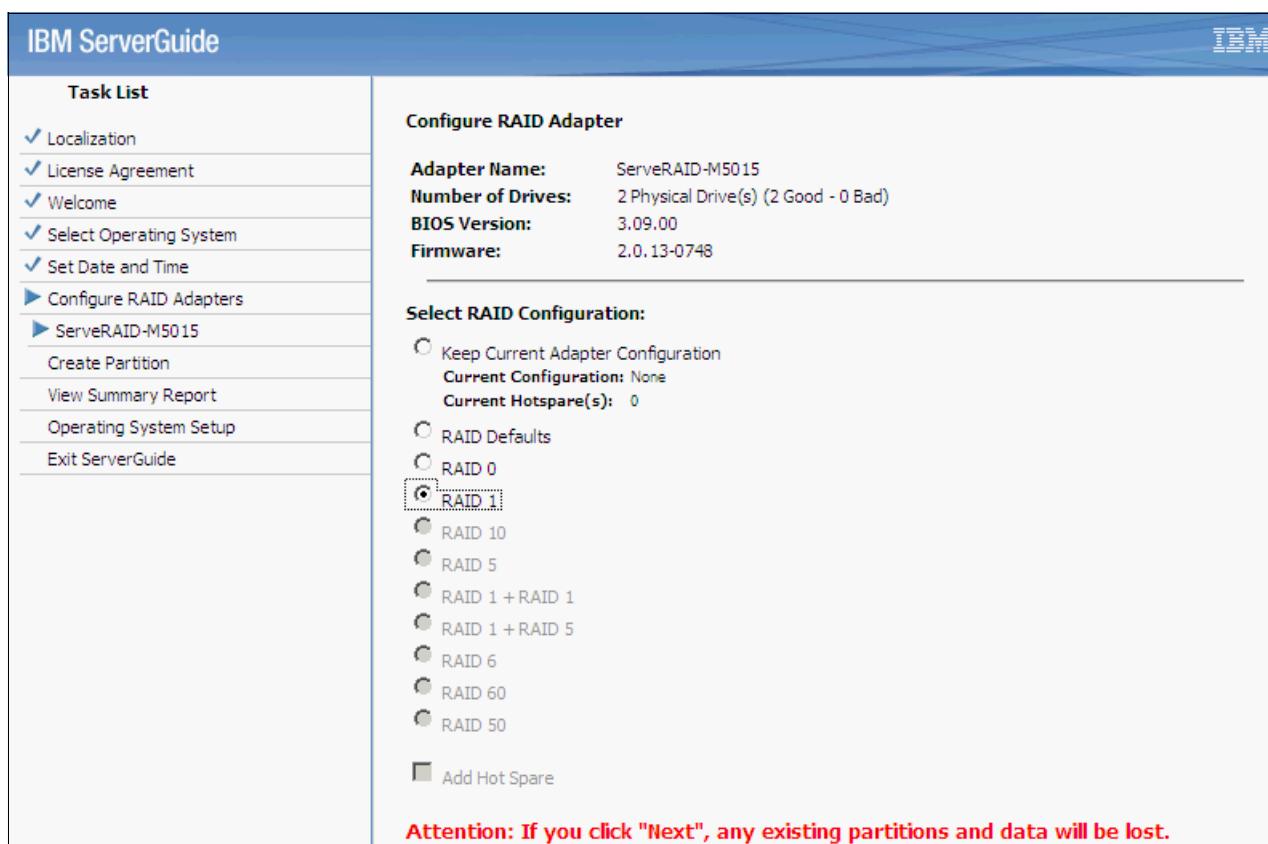 IBM ServerGuide
IBM
Task List
Localization
License Agreement
Welcome
Select Operating System
Set Date and Time
Configure RAID Adapters
ServeRAID-M5015
Create Partition
View Summary Report
Operating System Setup
Exit ServerGuide
Configure RAID Adapter
Adapter Name: ServeRAID-M5015
Number of Drives: 2 Physical Drive(s) (2 Good - 0 Bad)
BIOS Version: 3.09.00
Firmware: 2.0.13-0748
Select RAID Configuration:
Keep Current Adapter Configuration
Current Configuration: None
Current Hotspare(s): 0
RAID Defaults
RAID 0
RAID 1
RAID 10
RAID 5
RAID 1 + RAID 1
RAID 1 + RAID 5
RAID 6
RAID 60
RAID 50
Add Hot Spare
Attention: If you click "Next", any existing partitions and data will be lost.